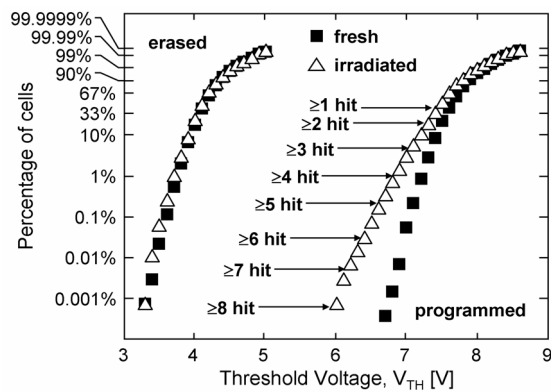 99.9999%
99.99%
99%
90%
67%
33%
10%
1%
0.1%
0.01%
0.001%
Percentage of cells
erased
fresh
irradiated
≥1 hit
≥2 hit
≥3 hit
≥4 hit
≥5 hit
≥6 hit
≥7 hit
≥8 hit
programmed
3 4 5 6 7 8 9
Threshold Voltage, VTH [V]